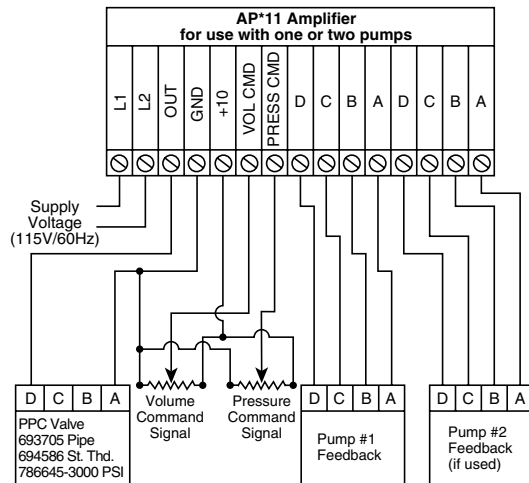 AP*11 Amplifier
for use with one or two pumps
L1
L2
OUT
GND
+10
VOL CMD
PRESS CMD
D
C
B
A
D
C
B
A
Supply
Voltage
(115V/60Hz)
D C B A
PPC Valve
693705 Pipe
694586 St. Thd.
786645-3000 PSI
Volume
Command
Signal
Pressure
Command
Signal
D C B A
Pump #1
Feedback
D C B A
Pump #2
Feedback
(if used)